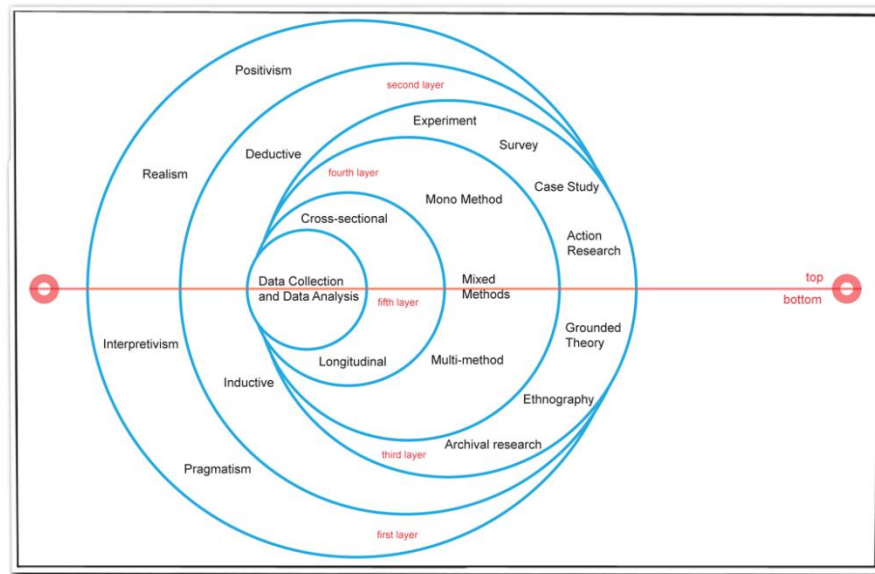 Positivism
second layer
Experiment
Survey
Deductive
Realism
fourth layer
Case Study
Mono Method
Cross-sectional
Action
Research
top
Data Collection
and Data Analysis
Mixed
Methods
fifth layer
bottom
Grounded
Theory
Interpretivism
Longitudinal
Multi-method
Inductive
Ethnography
Archival research
third layer
Pragmatism
first layer